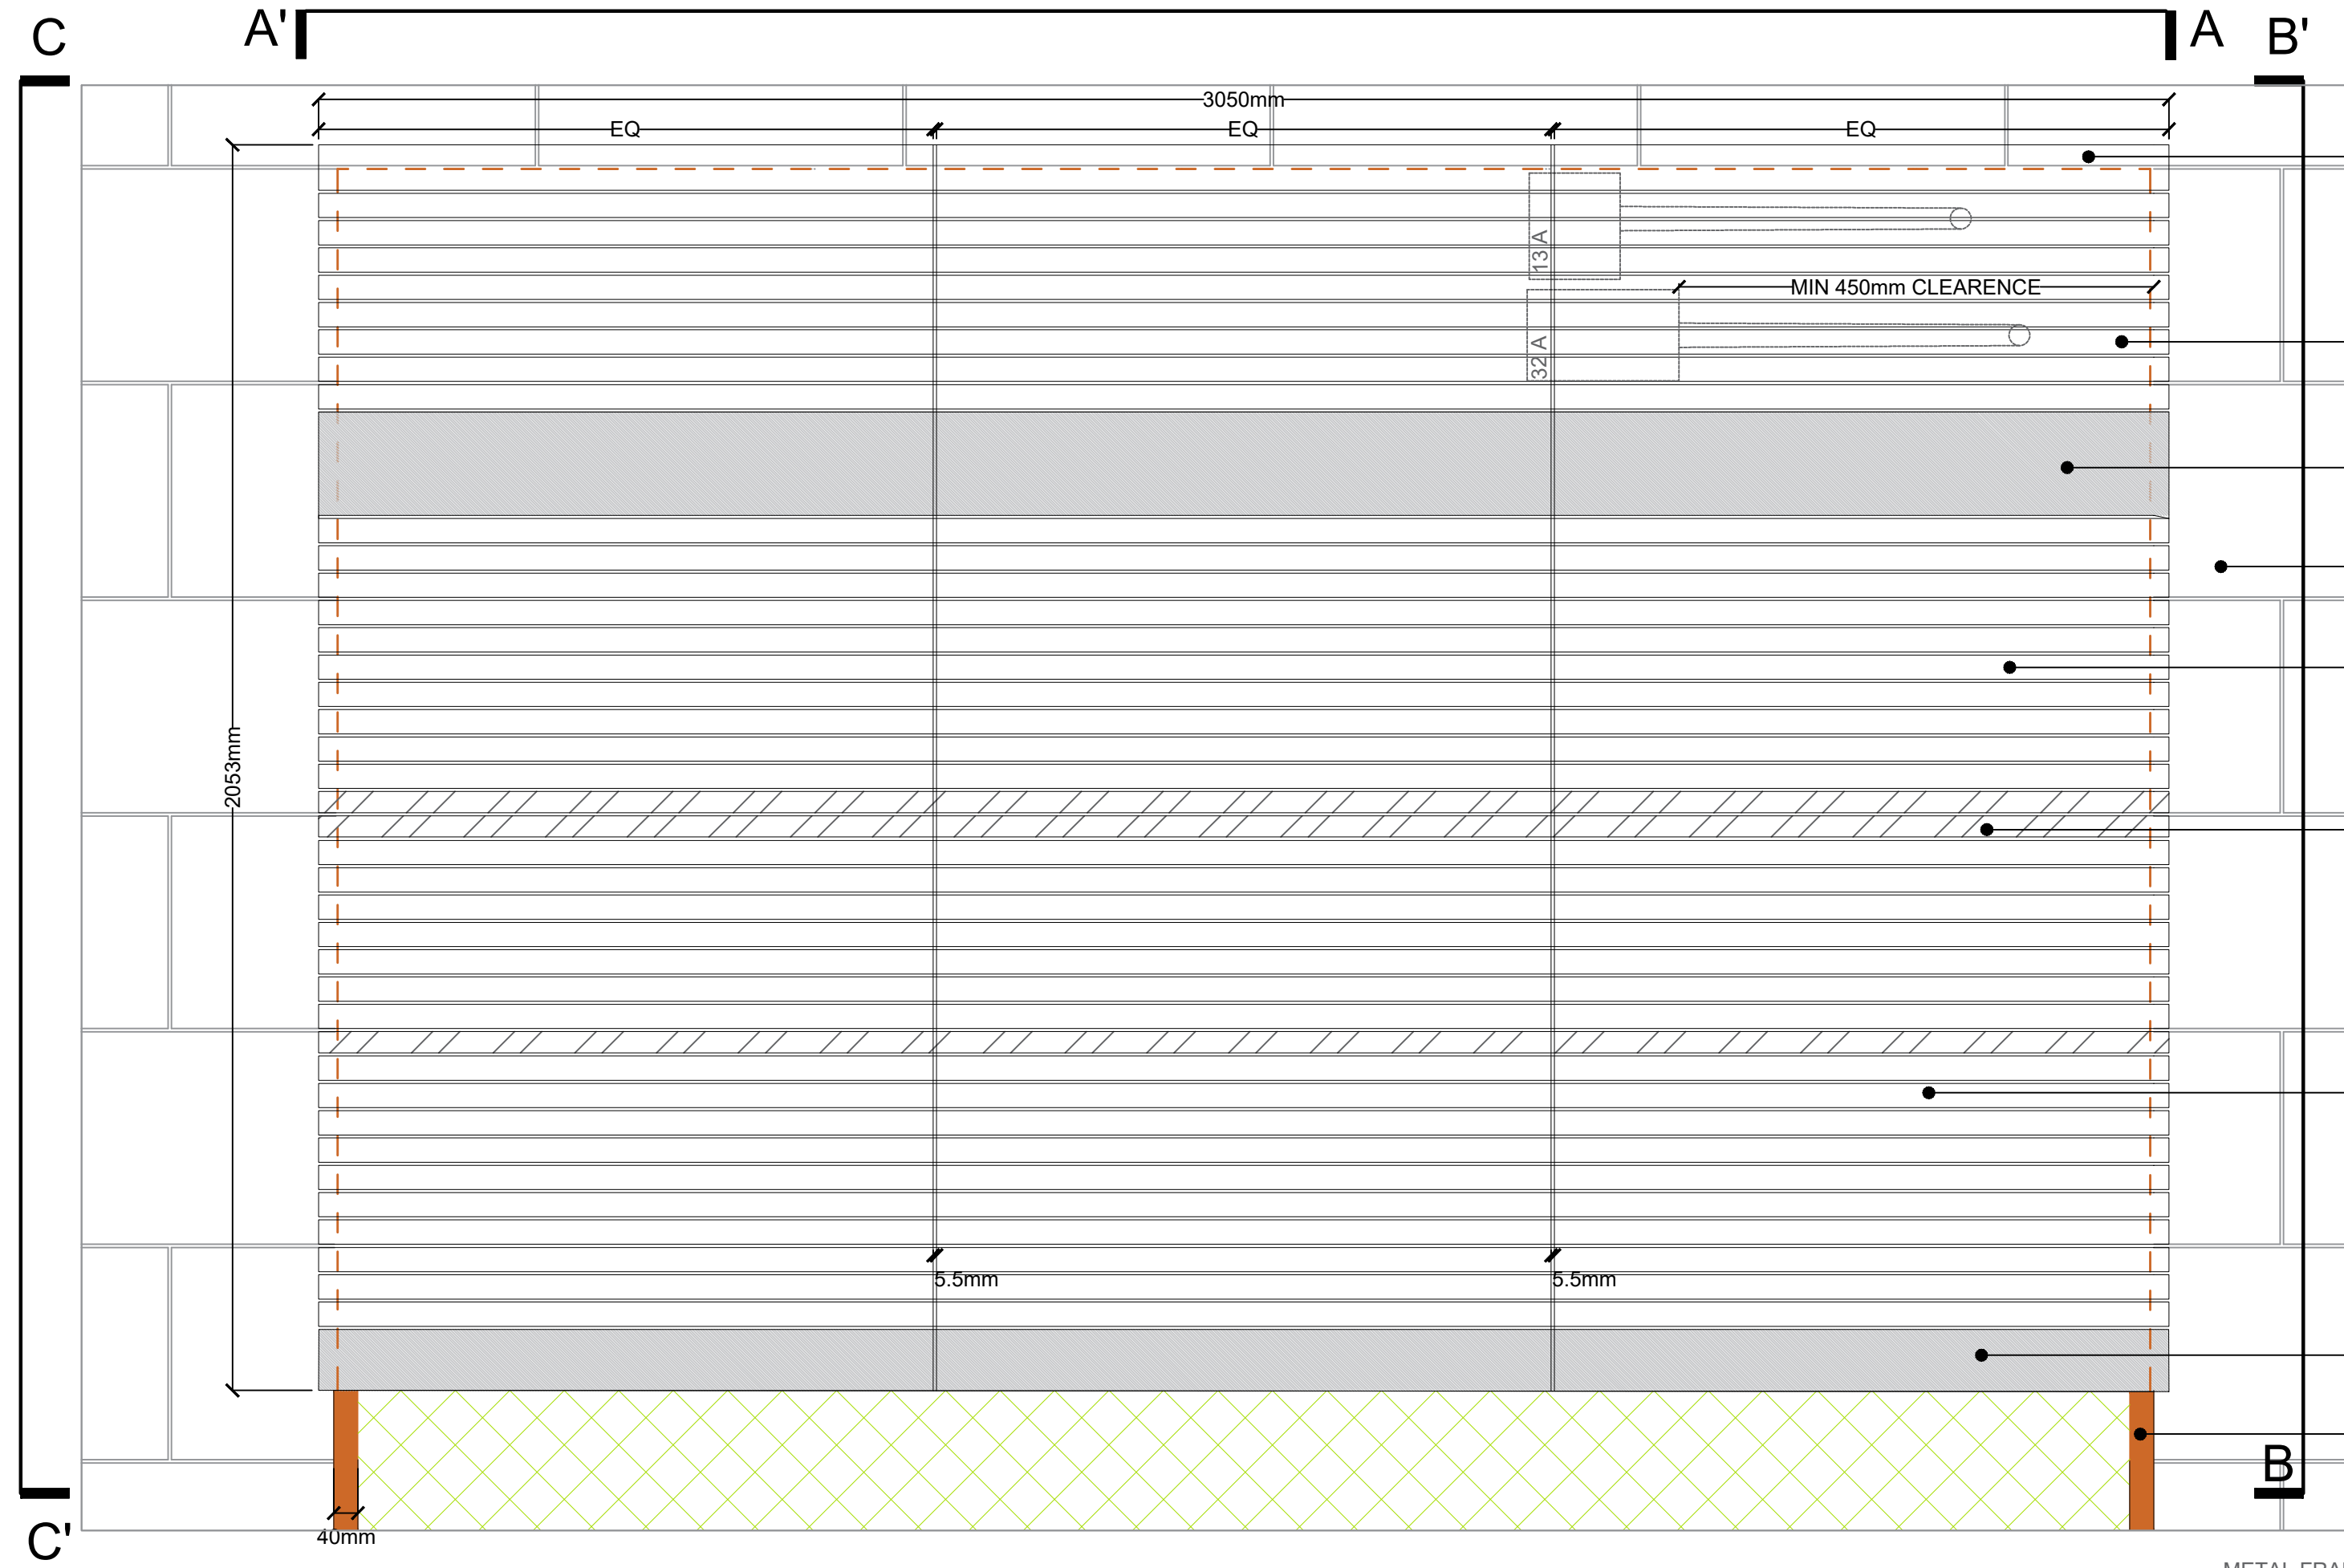 C
A'
A
B'
3050mm
EQ
EQ
EQ
13 A
MIN 450mm CLEARENCE
32 A
2053mm
5.5mm
5.5mm
B
C'
40mm